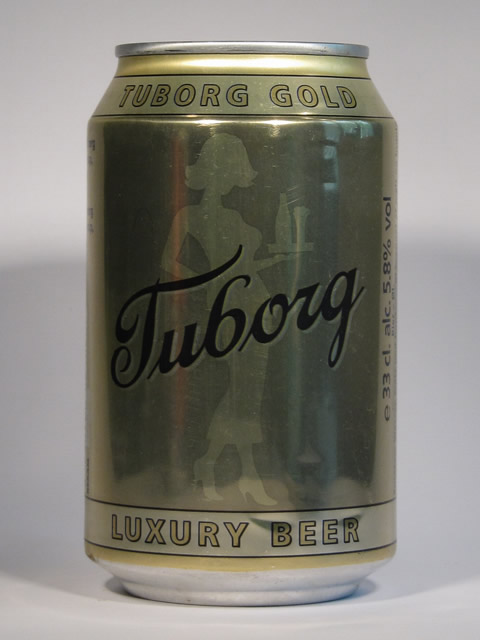 TUBORG GOLD
Tuborg
LUXURY BEER
e 33 cl. alc. 5.8% vol